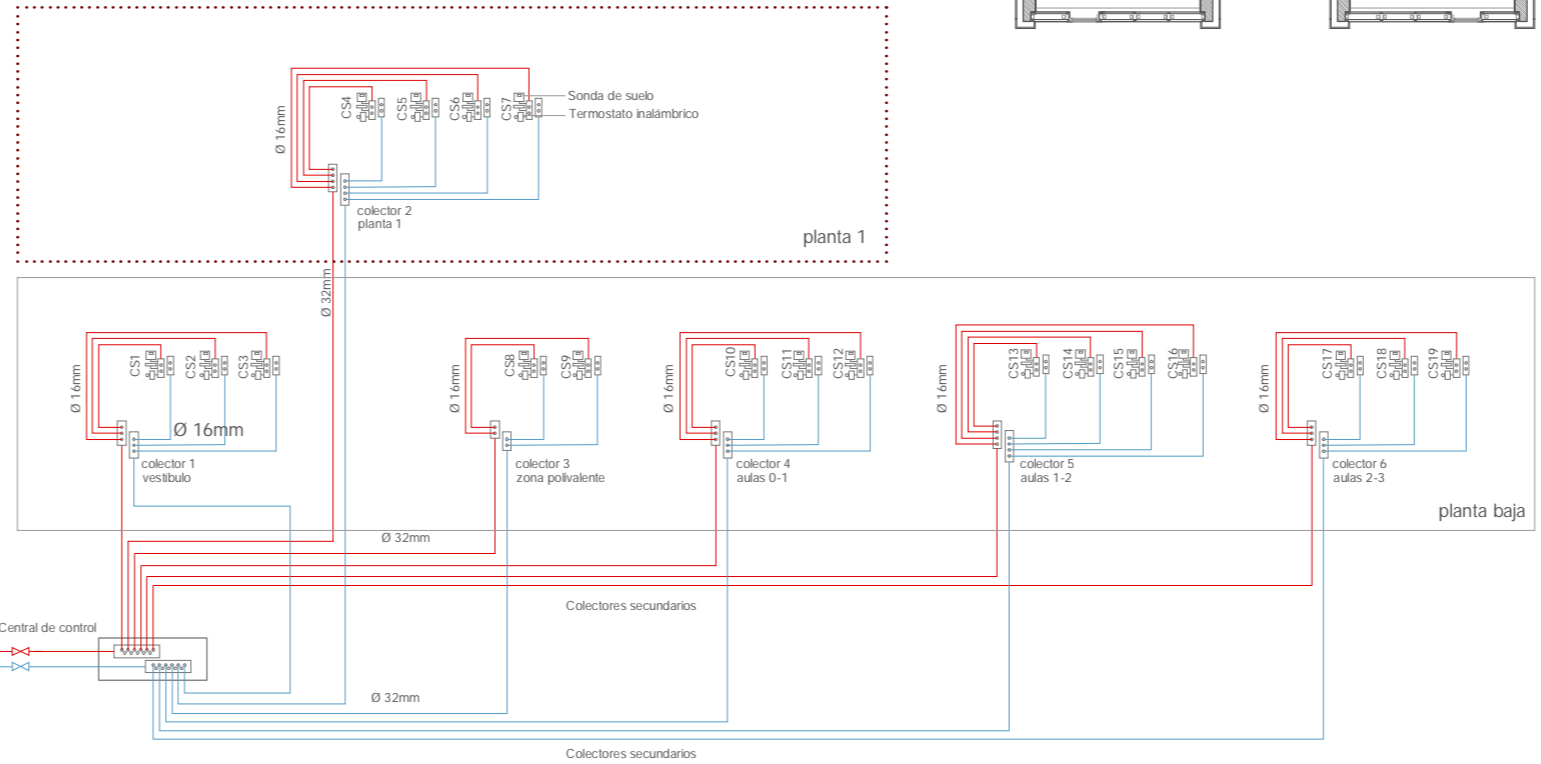 CS4
CS5
CS6
CS7
Sonda de suelo
Termostato inalámbrico
Ø 16mm
colector 2
planta 1
planta 1
Ø 32mm
CS1
CS2
CS3
CS8
CS9
CS10
CS11
CS12
CS13
CS14
CS15
CS16
CS17
CS18
CS19
Ø 16mm
Ø 16mm
Ø 16mm
Ø 16mm
Ø 16mm
Ø 16mm
colector 1
vestíbulo
colector 3
zona polivalente
colector 4
aulas 0-1
colector 5
aulas 1-2
colector 6
aulas 2-3
planta baja
Ø 32mm
Colectores secundarios
Central de control
Ø 32mm
Colectores secundarios